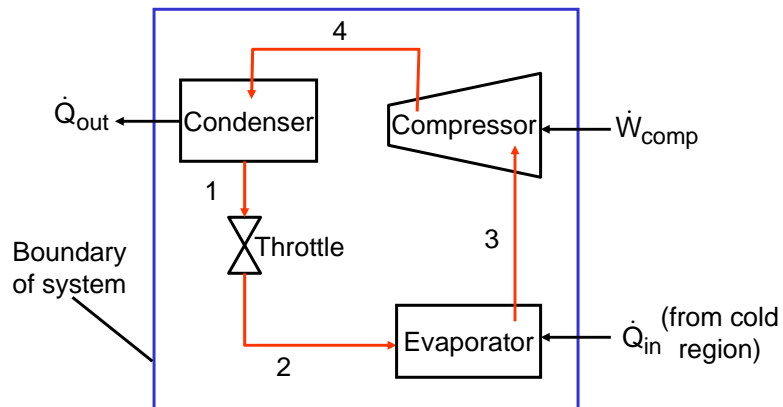 4
Q̇out
Condenser
Compressor
Ẇcomp
1
Throttle
3
Boundary
of system
Evaporator
Q̇in
(from cold
region)
2